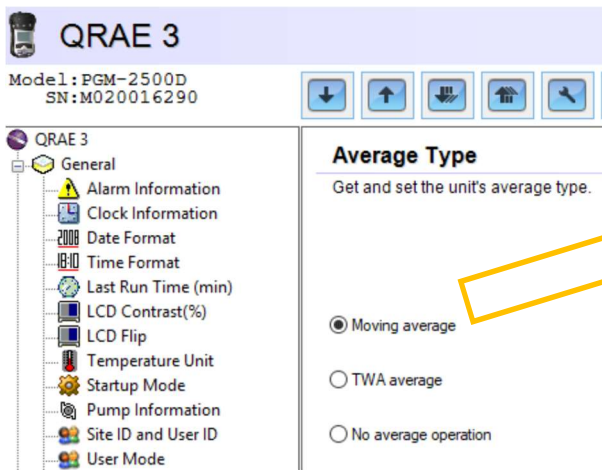 QRAE 3
Model:PGM-2500D
SN:M020016290
QRAE 3
General
Alarm Information
Clock Information
Date Format
Time Format
Last Run Time (min)
LCD Contrast(%)
LCD Flip
Temperature Unit
Startup Mode
Pump Information
Site ID and User ID
User Mode
Average Type
Get and set the unit's average type.
Moving average
TWA average
No average operation